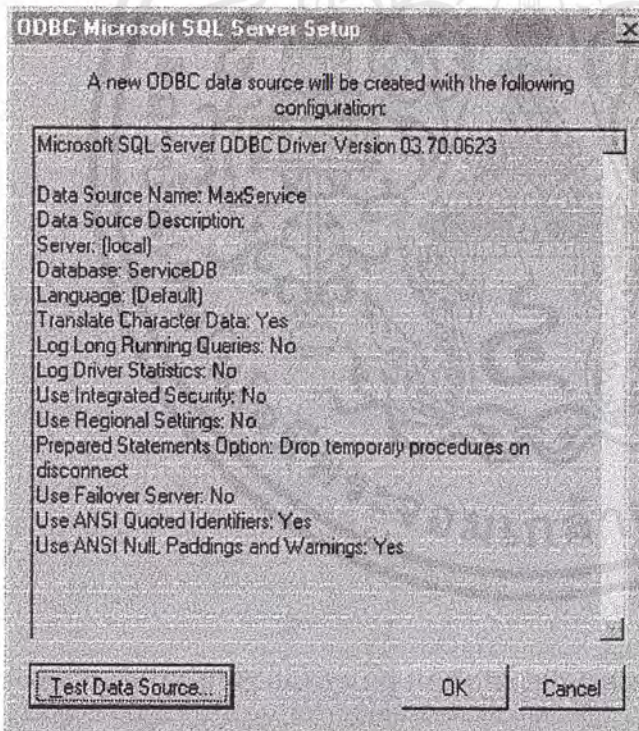 ODBC Microsoft SQL Server Setup
A new ODBC data source will be created with the following
configuration:
Microsoft SQL Server ODBC Driver Version 03.70.0623
Data Source Name: MaxService
Data Source Description:
Server: (local)
Database: ServiceDB
Language: (Default)
Translate Character Data: Yes
Log Long Running Queries: No
Log Driver Statistics: No
Use Integrated Security: No
Use Regional Settings: No
Prepared Statements Option: Drop temporary procedures on
disconnect
Use Failover Server: No
Use ANSI Quoted Identifiers: Yes
Use ANSI Null, Paddings and Warnings: Yes
Test Data Source...
OK
Cancel